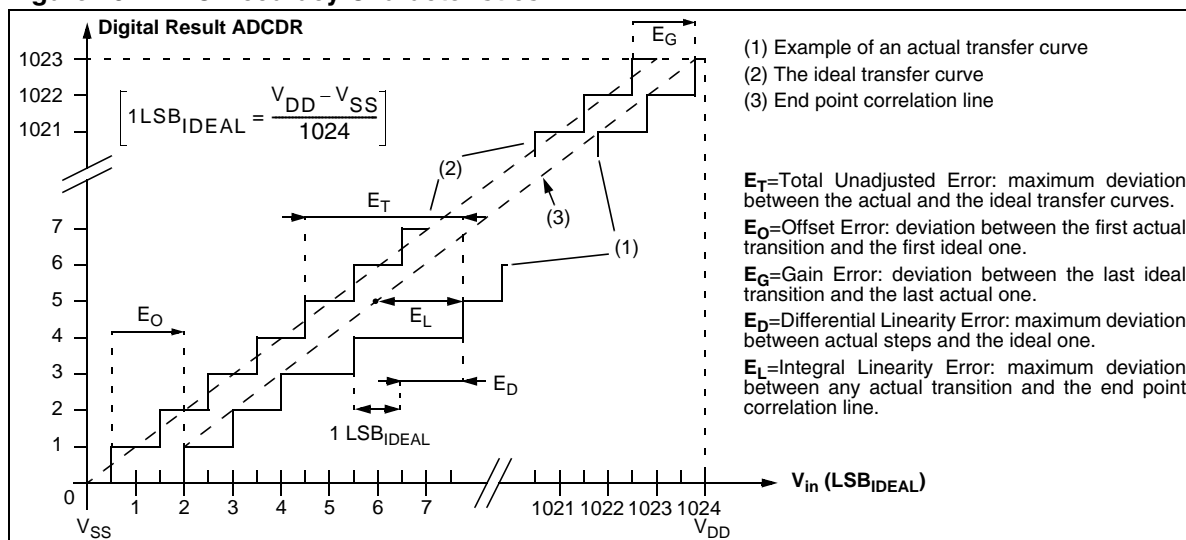 Digital Result ADCDR
1023
1022
1021
1LSB_IDEAL = (V_DD – V_SS) / 1024
E_G
(1) Example of an actual transfer curve
(2) The ideal transfer curve
(3) End point correlation line
E_T=Total Unadjusted Error: maximum deviation
between the actual and the ideal transfer curves.
E_O=Offset Error: deviation between the first actual
transition and the first ideal one.
E_G=Gain Error: deviation between the last ideal
transition and the last actual one.
E_D=Differential Linearity Error: maximum deviation
between actual steps and the ideal one.
E_L=Integral Linearity Error: maximum deviation
between any actual transition and the end point
correlation line.
(2)
E_T
(3)
(1)
7
6
5
4
3
2
1
0
E_O
E_L
E_D
1 LSB_IDEAL
1 2 3 4 5 6 7 1021 1022 1023 1024
V_in (LSB_IDEAL)
V_SS
V_DD